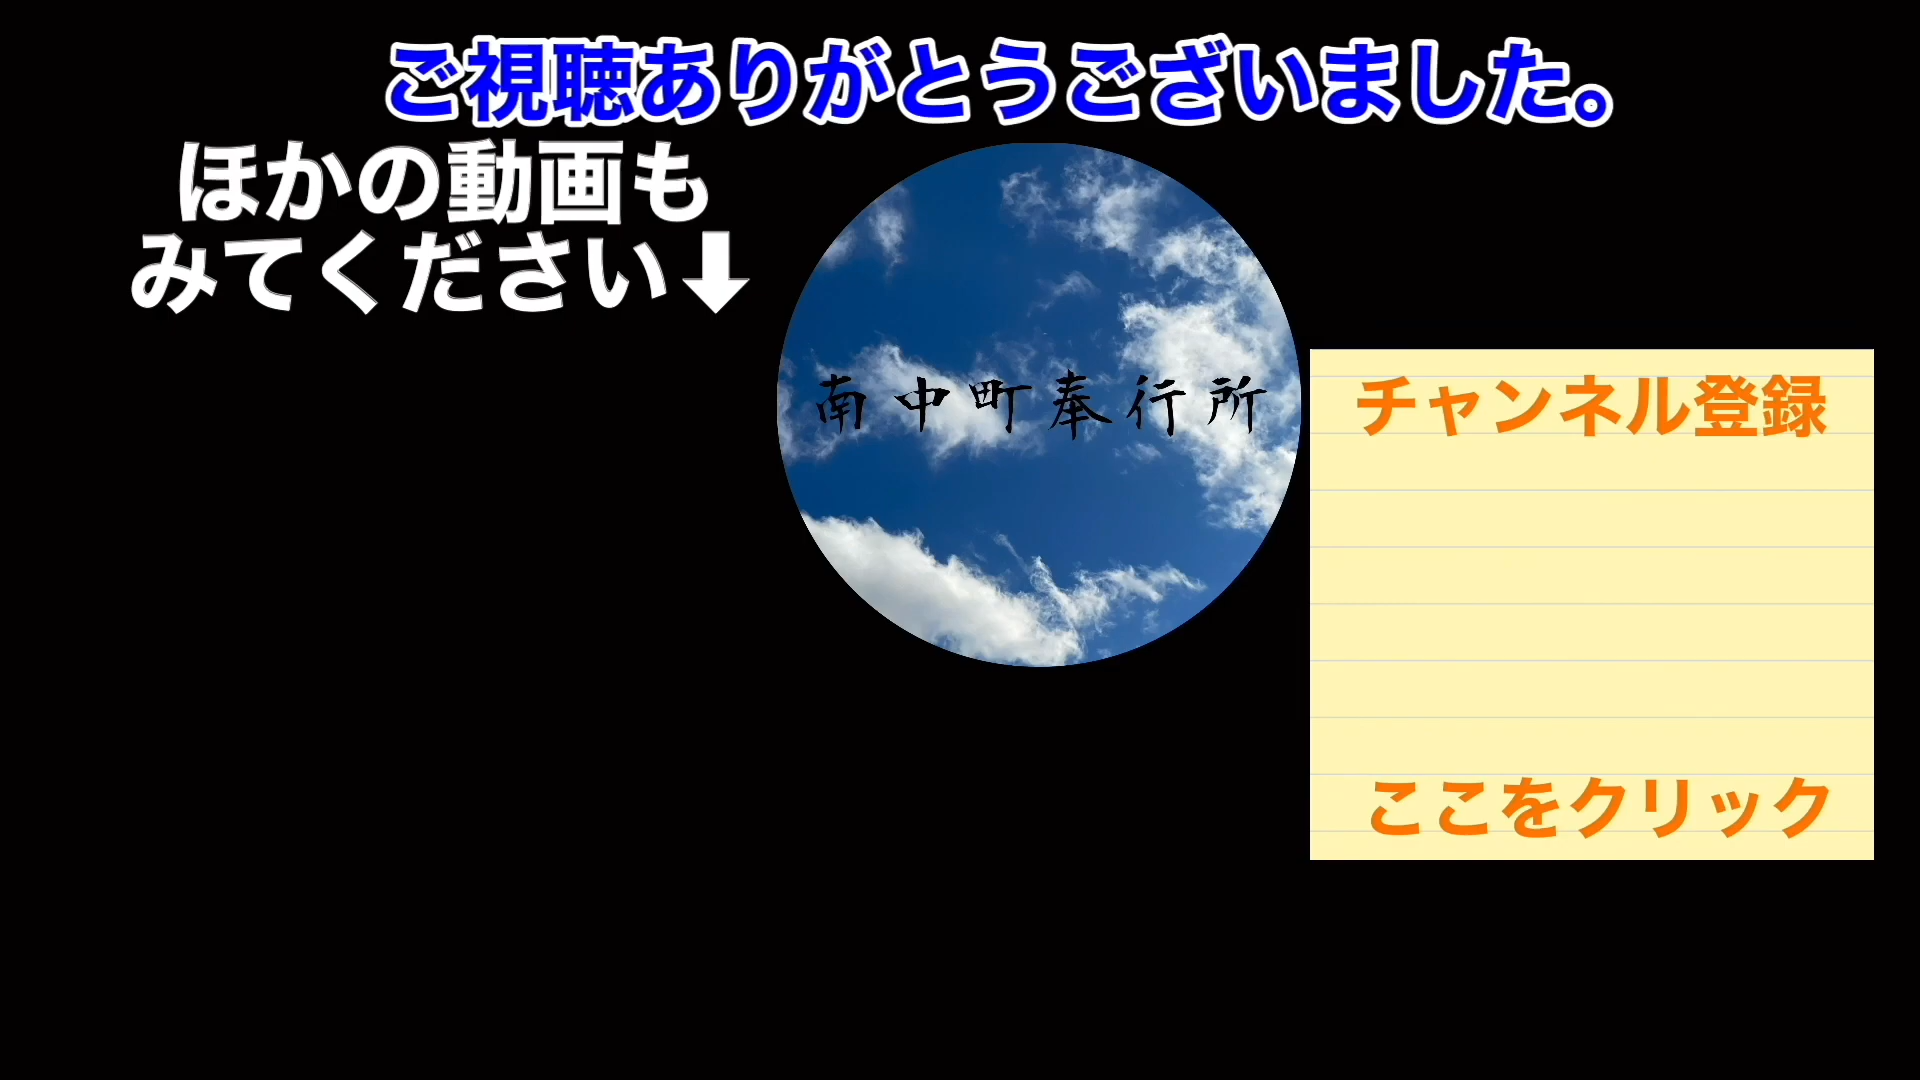 ご視聴ありがとうございました。
ほかの動画も
みてください⬇
南中町奉行所
チャンネル登録
ここをクリック